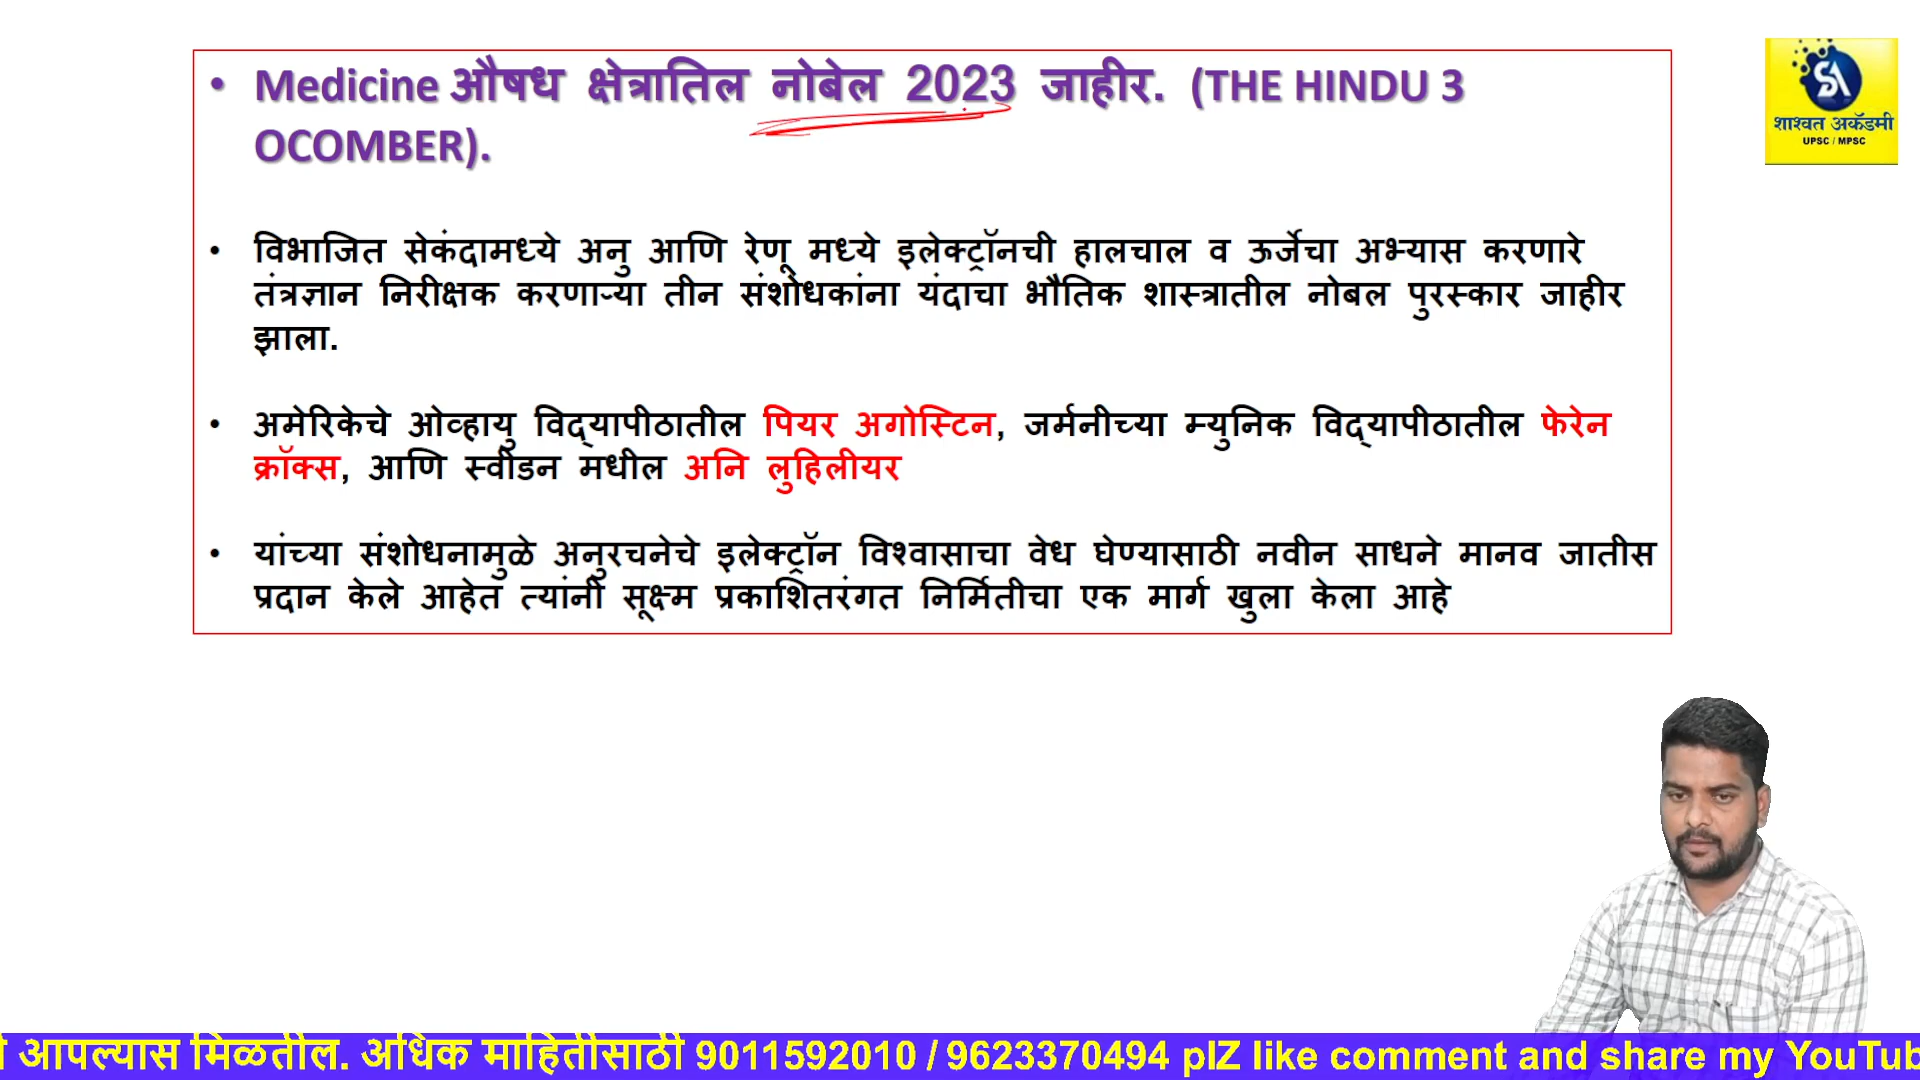 • Medicine औषध क्षेत्रातिल नोबेल 2023 जाहीर. (THE HINDU 3
OCOMBER).
• विभाजित सेकंदामध्ये अनु आणि रेणू मध्ये इलेक्ट्रॉनची हालचाल व ऊर्जेचा अभ्यास करणारे
तंत्रज्ञान निरीक्षक करणाऱ्या तीन संशोधकांना यंदाचा भौतिक शास्त्रातील नोबल पुरस्कार जाहीर
झाला.
• अमेरिकेचे ओव्हायु विद्यापीठातील पियर अगोस्टिन, जर्मनीच्या म्युनिक विद्यापीठातील फेरेन
क्रॉक्स, आणि स्वीडन मधील अनि लुहिलीयर
• यांच्या संशोधनामुळे अनुरचनेचे इलेक्ट्रॉन विश्वासाचा वेध घेण्यासाठी नवीन साधने मानव जातीस
प्रदान केले आहेत त्यांनी सूक्ष्म प्रकाशितरंगत निर्मितीचा एक मार्ग खुला केला आहे
SA
शाश्वत अकॅडमी
UPSC / MPSC
आपल्यास मिळतील. अधिक माहितीसाठी 9011592010 / 9623370494 plZ like comment and share my YouTub